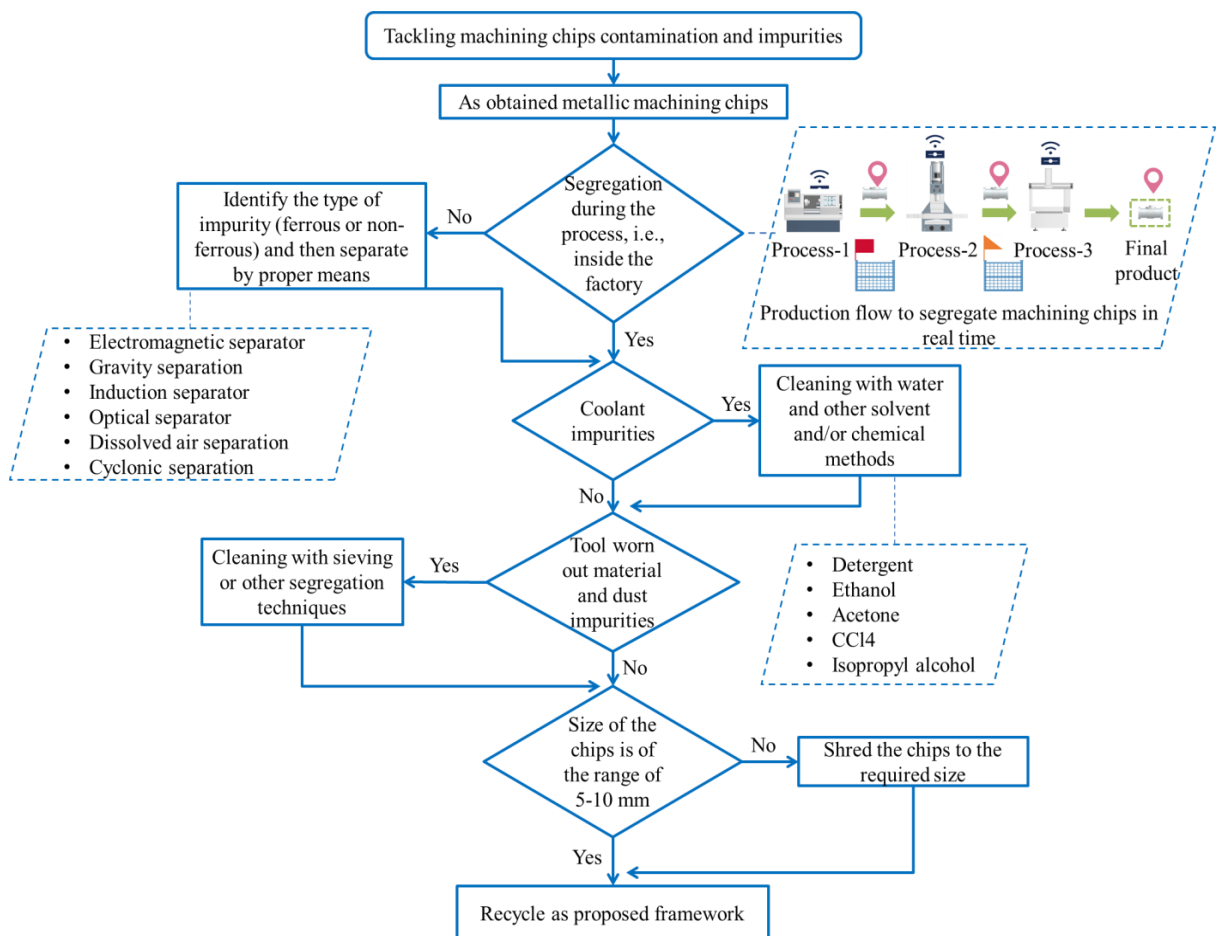 Tackling machining chips contamination and impurities
As obtained metallic machining chips
Segregation
during the
process, i.e.,
inside the
factory
No
Identify the type of
impurity (ferrous or non-
ferrous) and then separate
by proper means
Process-1
Process-2
Process-3
Final
product
Production flow to segregate machining chips in
real time
• Electromagnetic separator
• Gravity separation
• Induction separator
• Optical separator
• Dissolved air separation
• Cyclonic separation
Yes
Coolant
impurities
Yes
Cleaning with water
and other solvent
and/or chemical
methods
No
Tool worn
out material
and dust
impurities
Yes
Cleaning with sieving
or other segregation
techniques
• Detergent
• Ethanol
• Acetone
• CCl4
• Isopropyl alcohol
No
Size of the
chips is of
the range of
5-10 mm
No
Shred the chips to the
required size
Yes
Recycle as proposed framework